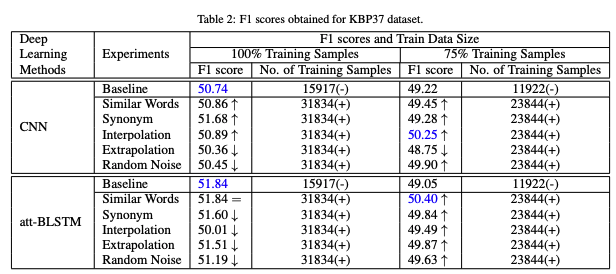 Table 2: F1 scores obtained for KBP37 dataset.
Deep Learning Methods Experiments F1 scores and Train Data Size
100% Training Samples 75% Training Samples
F1 score No. of Training Samples F1 score No. of Training Samples
CNN
Baseline 50.74 15917(-) 49.22 11922(-)
Similar Words 50.86 ↑ 31834(+) 49.45 ↑ 23844(+)
Synonym 51.68 ↑ 31834(+) 49.28 ↑ 23844(+)
Interpolation 50.89 ↑ 31834(+) 50.25 ↑ 23844(+)
Extrapolation 50.36 ↓ 31834(+) 48.75 ↓ 23844(+)
Random Noise 50.45 ↓ 31834(+) 49.90 ↑ 23844(+)
att-BLSTM
Baseline 51.84 15917(-) 49.05 11922(-)
Similar Words 51.84 = 31834(+) 50.40 ↑ 23844(+)
Synonym 51.60 ↓ 31834(+) 49.84 ↑ 23844(+)
Interpolation 50.01 ↓ 31834(+) 49.49 ↑ 23844(+)
Extrapolation 51.51 ↓ 31834(+) 49.87 ↑ 23844(+)
Random Noise 51.19 ↓ 31834(+) 49.63 ↑ 23844(+)